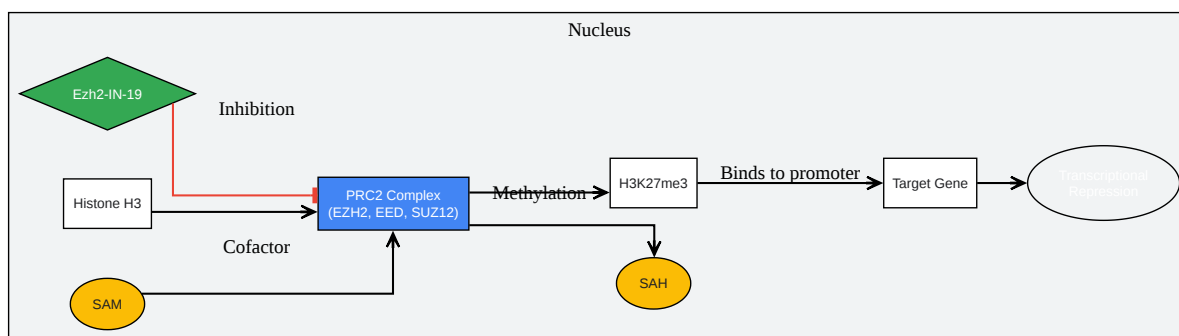 Nucleus
Ezh2-IN-19
Inhibition
Histone H3
PRC2 Complex
(EZH2, EED, SUZ12)
Methylation
H3K27me3
Binds to promoter
Target Gene
Transcriptional
Repression
Cofactor
SAM
SAH